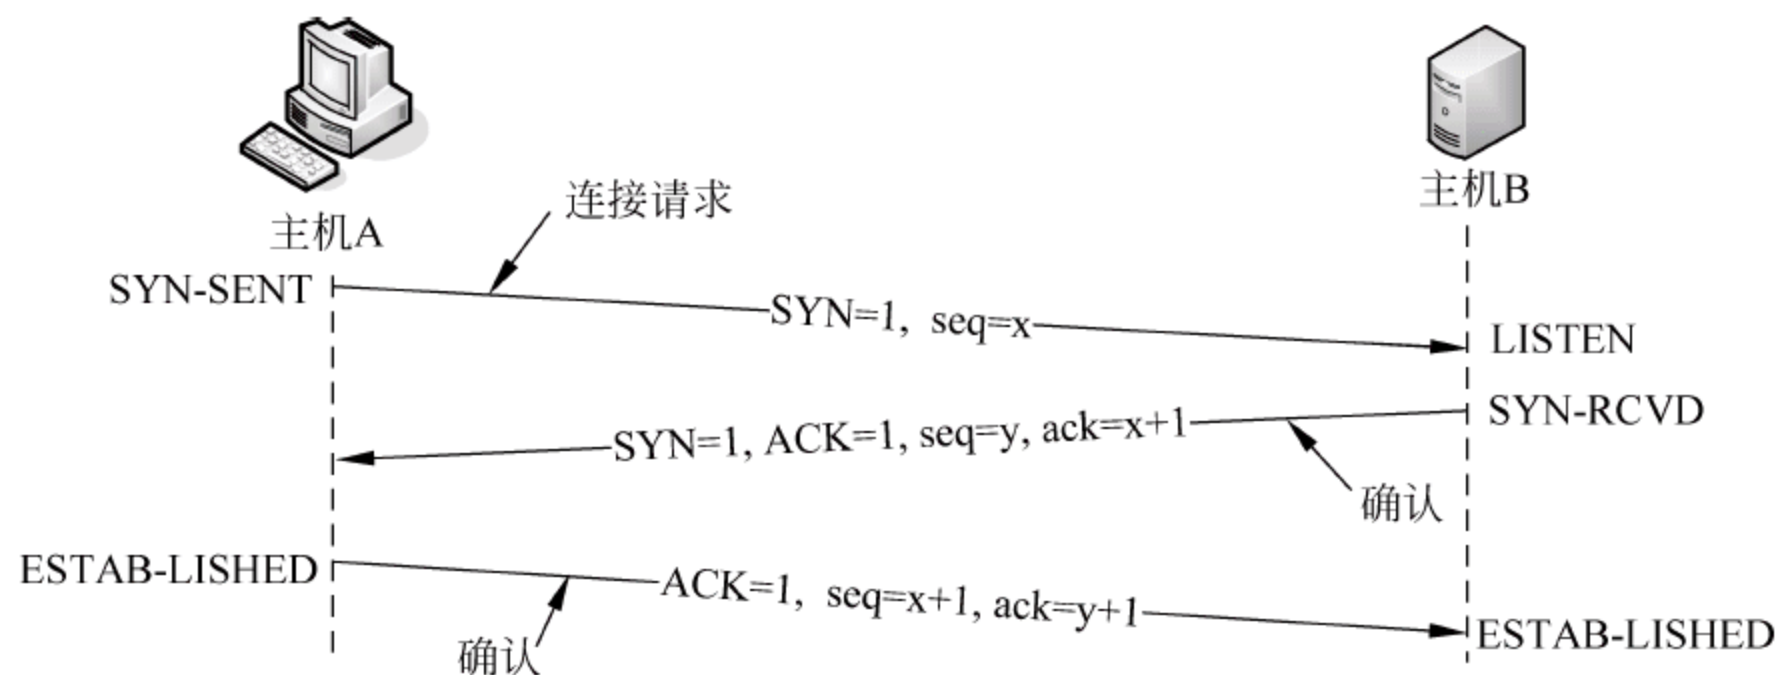 主机A
主机B
连接请求
SYN-SENT
SYN=1, seq=x
LISTEN
SYN-RCVD
SYN=1, ACK=1, seq=y, ack=x+1
确认
ESTAB-LISHED
ACK=1, seq=x+1, ack=y+1
确认
ESTAB-LISHED